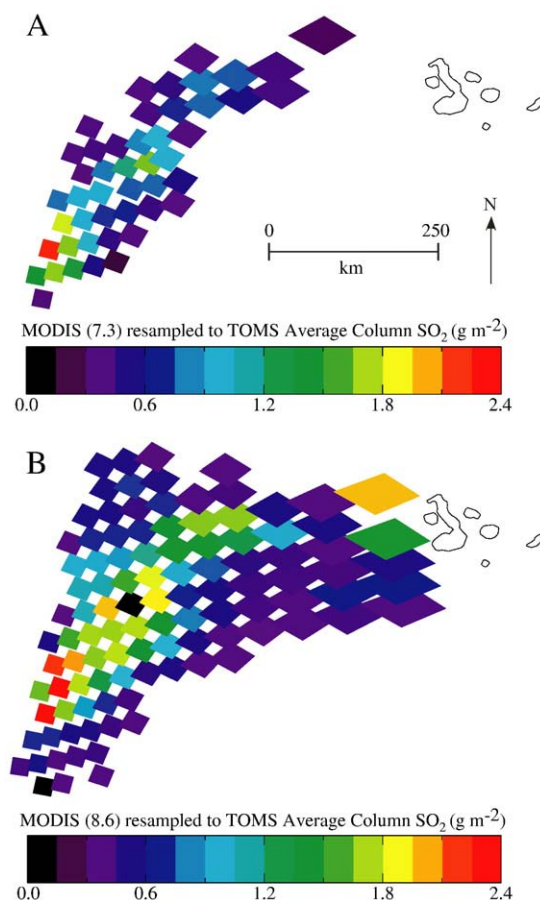 A
N
0 250
km
MODIS (7.3) resampled to TOMS Average Column SO2 (g m-2)
0.0 0.6 1.2 1.8 2.4
B
MODIS (8.6) resampled to TOMS Average Column SO2 (g m-2)
0.0 0.6 1.2 1.8 2.4